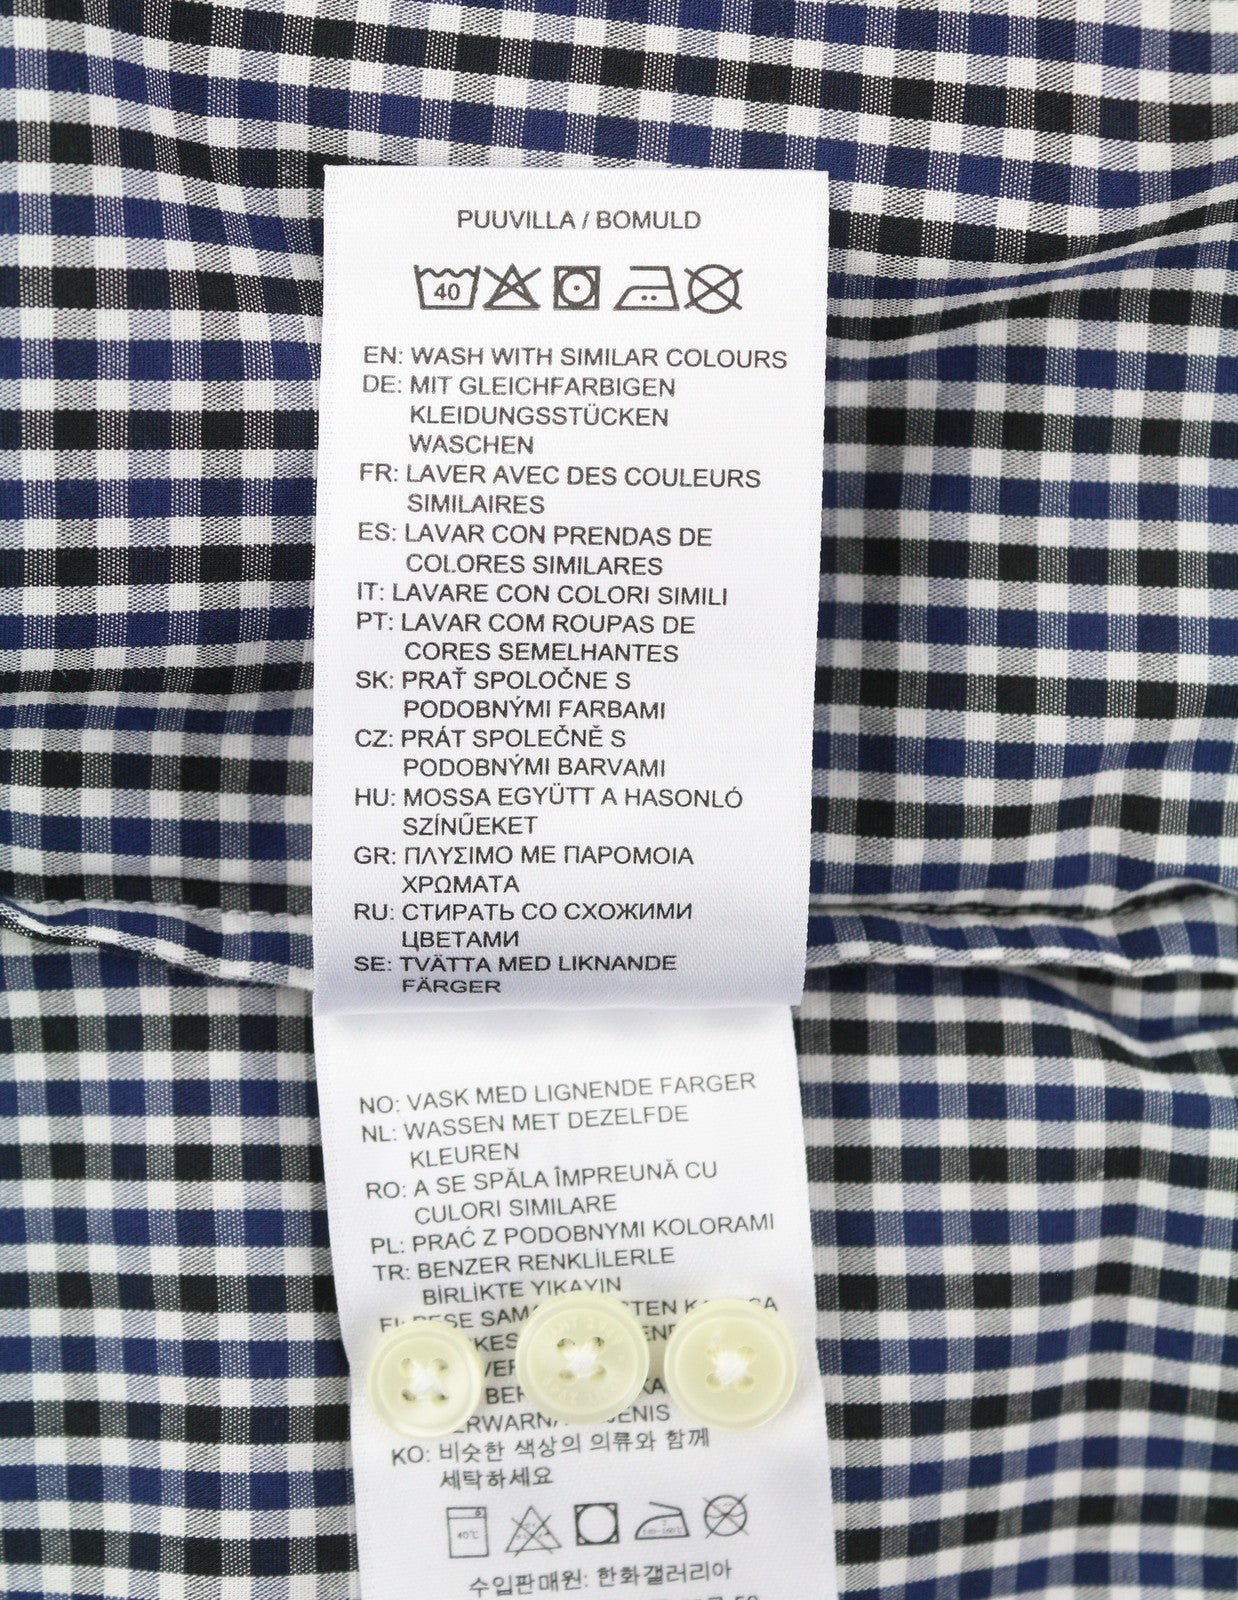 PUUVILLA / BOMULD
40
EN: WASH WITH SIMILAR COLOURS
DE: MIT GLEICHFARBIGEN
KLEIDUNGSSTÜCKEN
WASCHEN
FR: LAVER AVEC DES COULEURS
SIMILAIRES
ES: LAVAR CON PRENDAS DE
COLORES SIMILARES
IT: LAVARE CON COLORI SIMILI
PT: LAVAR COM ROUPAS DE
CORES SEMELHANTES
SK: PRAŤ SPOLOČNE S
PODOBNÝMI FARBAMI
CZ: PRÁT SPOLEČNĚ S
PODOBNÝMI BARVAMI
HU: MOSSA EGYÜTT A HASONLÓ
SZÍNŰEKET
GR: ΠΛΥΣΙΜΟ ΜΕ ΠΑΡΟΜΟΙΑ
ΧΡΩΜΑΤΑ
RU: СТИРАТЬ СО СХОЖИМИ
ЦВЕТАМИ
SE: TVÄTTA MED LIKNANDE
FÄRGER
NO: VASK MED LIGNENDE FARGER
NL: WASSEN MET DEZELFDE
KLEUREN
RO: A SE SPĂLA ÎMPREUNĂ CU
CULORI SIMILARE
PL: PRAĆ Z PODOBNYMI KOLORAMI
TR: BENZER RENKLİLERLE
BİRLİKTE YIKAYIN
KO: 비슷한 색상의 의류와 함께
세탁하세요
40℃
수입판매원: 한화갤러리아